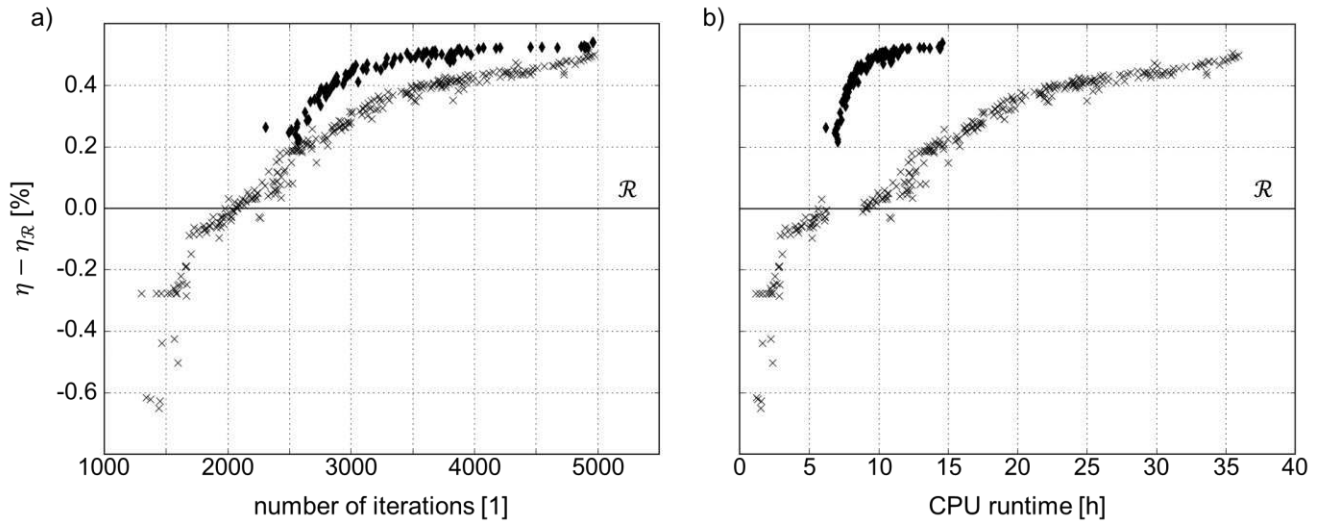 a)
b)
η − ηℛ [%]
0.4
0.2
0.0
-0.2
-0.4
-0.6
ℛ
ℛ
1000 2000 3000 4000 5000
0 5 10 15 20 25 30 35 40
number of iterations [1]
CPU runtime [h]